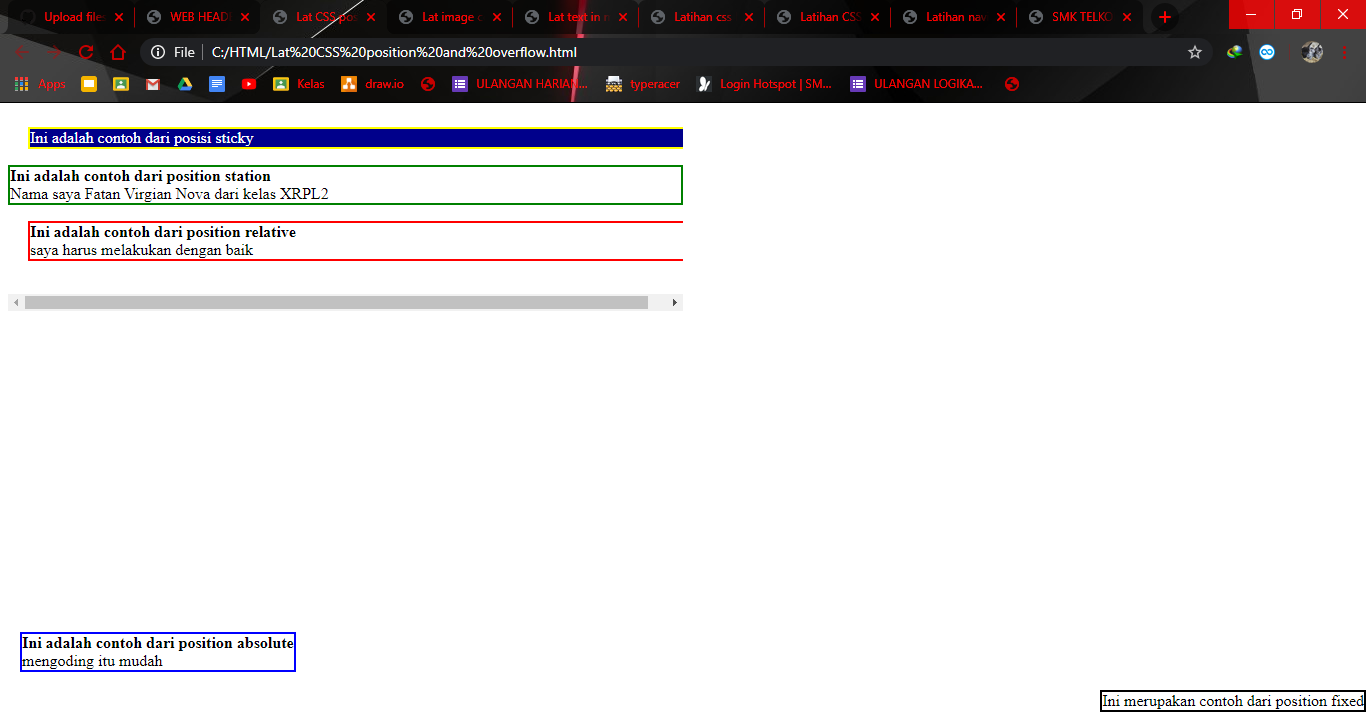 Upload files
WEB HEAD
Lat CSS pos
Lat image c
Lat text in r
Latihan css
Latihan CSS
Latihan nav
SMK TELKO
File
C:/HTML/Lat%20CSS%20position%20and%20overflow.html
Apps
Kelas
draw.io
ULANGAN HARIAN...
typeracer
Login Hotspot | SM...
ULANGAN LOGIKA...
Ini adalah contoh dari posisi sticky
Ini adalah contoh dari position station
Nama saya Fatan Virgian Nova dari kelas XRPL2
Ini adalah contoh dari position relative
saya harus melakukan dengan baik
Ini adalah contoh dari position absolute
mengoding itu mudah
Ini merupakan contoh dari position fixed